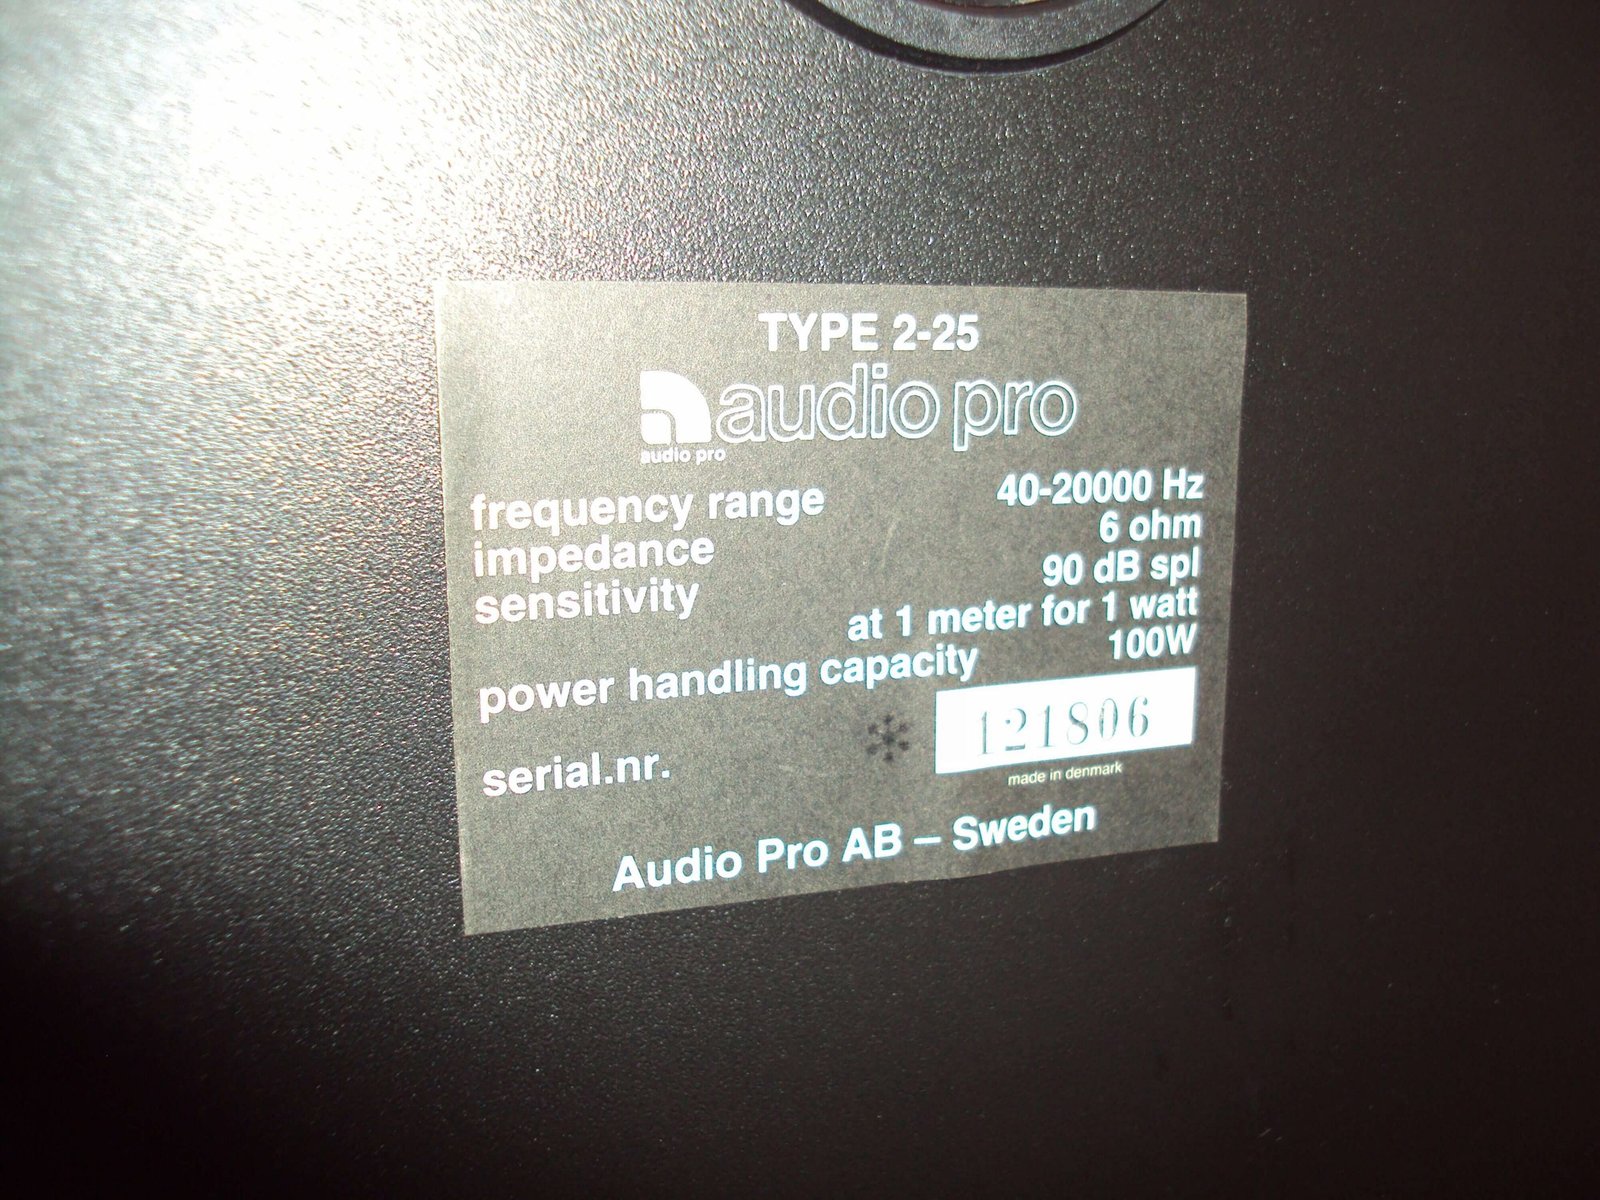 TYPE 2-25
audio pro
audio pro
frequency range 40-20000 Hz
impedance 6 ohm
sensitivity 90 dB spl
at 1 meter for 1 watt
power handling capacity 100W
serial.nr. 121806
made in denmark
Audio Pro AB – Sweden